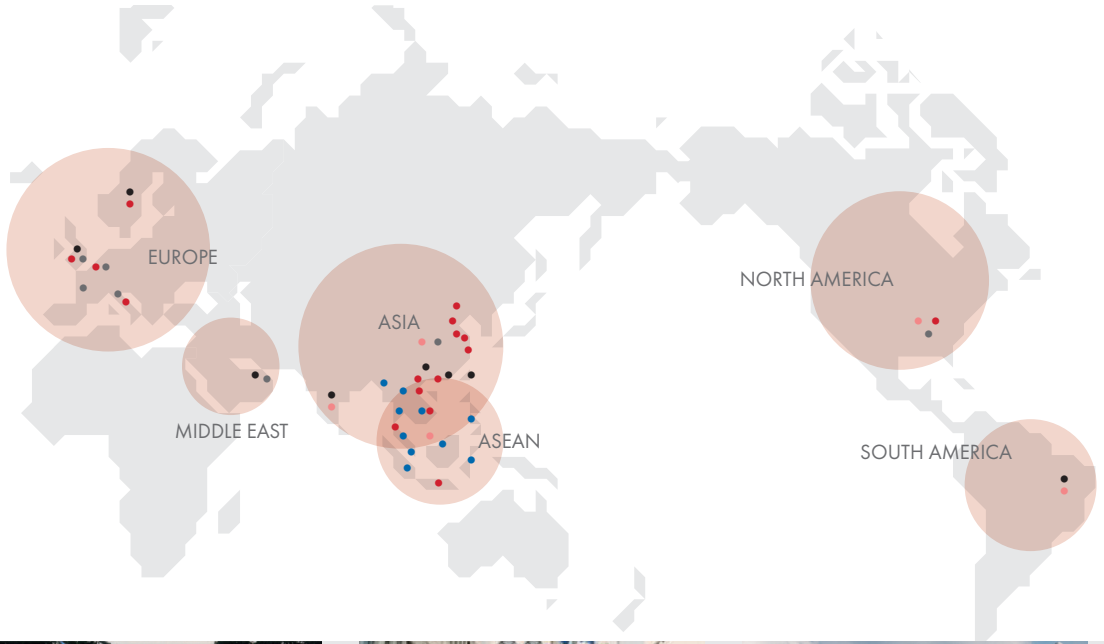 EUROPE
NORTH AMERICA
ASIA
MIDDLE EAST
ASEAN
SOUTH AMERICA